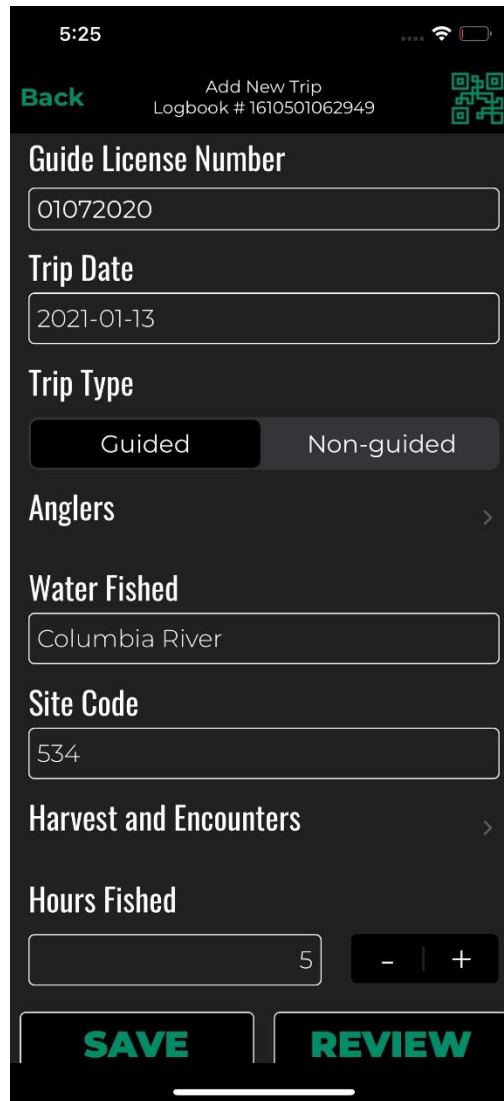 5:25
Back
Add New Trip
Logbook # 1610501062949
Guide License Number
01072020
Trip Date
2021-01-13
Trip Type
Guided Non-guided
Anglers >
Water Fished
Columbia River
Site Code
534
Harvest and Encounters >
Hours Fished
5 - +
SAVE REVIEW